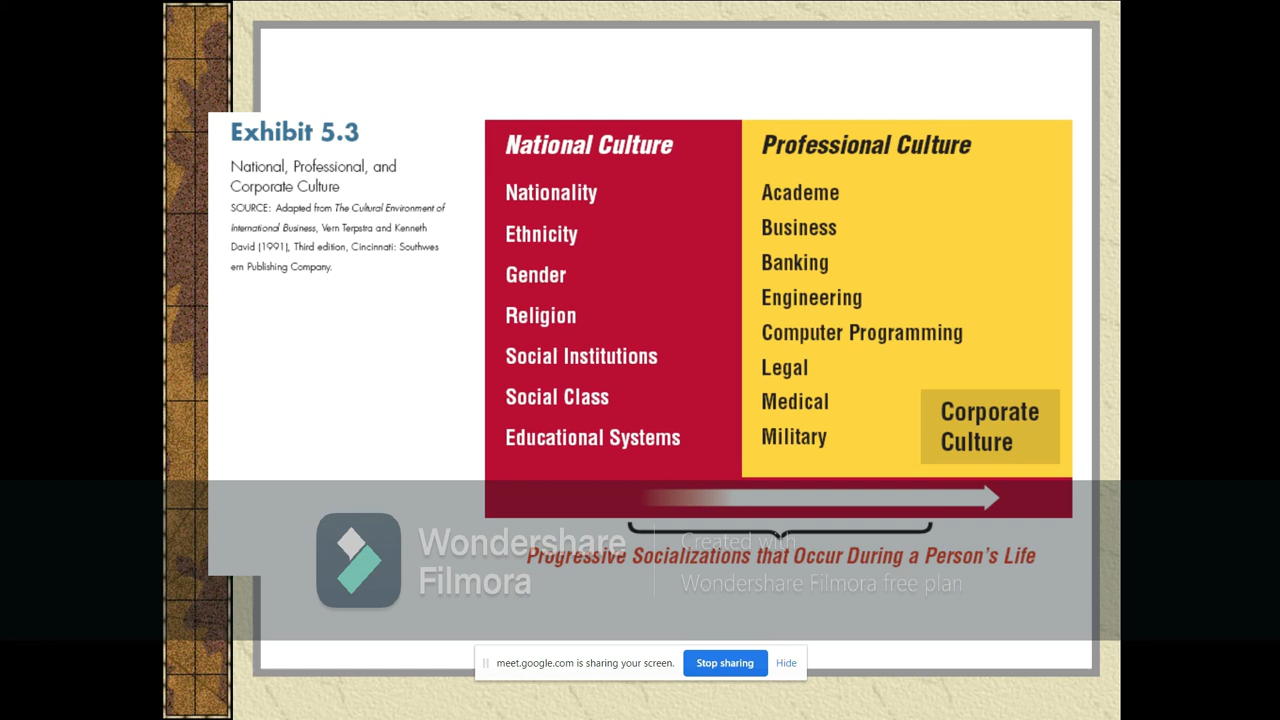 Exhibit 5.3
National, Professional, and
Corporate Culture
SOURCE: Adapted from The Cultural Environment of
International Business, Vern Terpstra and Kenneth
David (1991), Third edition, Cincinnati: Southwes
ern Publishing Company.
National Culture
Nationality
Ethnicity
Gender
Religion
Social Institutions
Social Class
Educational Systems
Professional Culture
Academe
Business
Banking
Engineering
Computer Programming
Legal
Medical
Military
Corporate
Culture
Progressive Socializations that Occur During a Person's Life
Wondershare
Filmora
Created with
Wondershare Filmora free plan
meet.google.com is sharing your screen.
Stop sharing
Hide